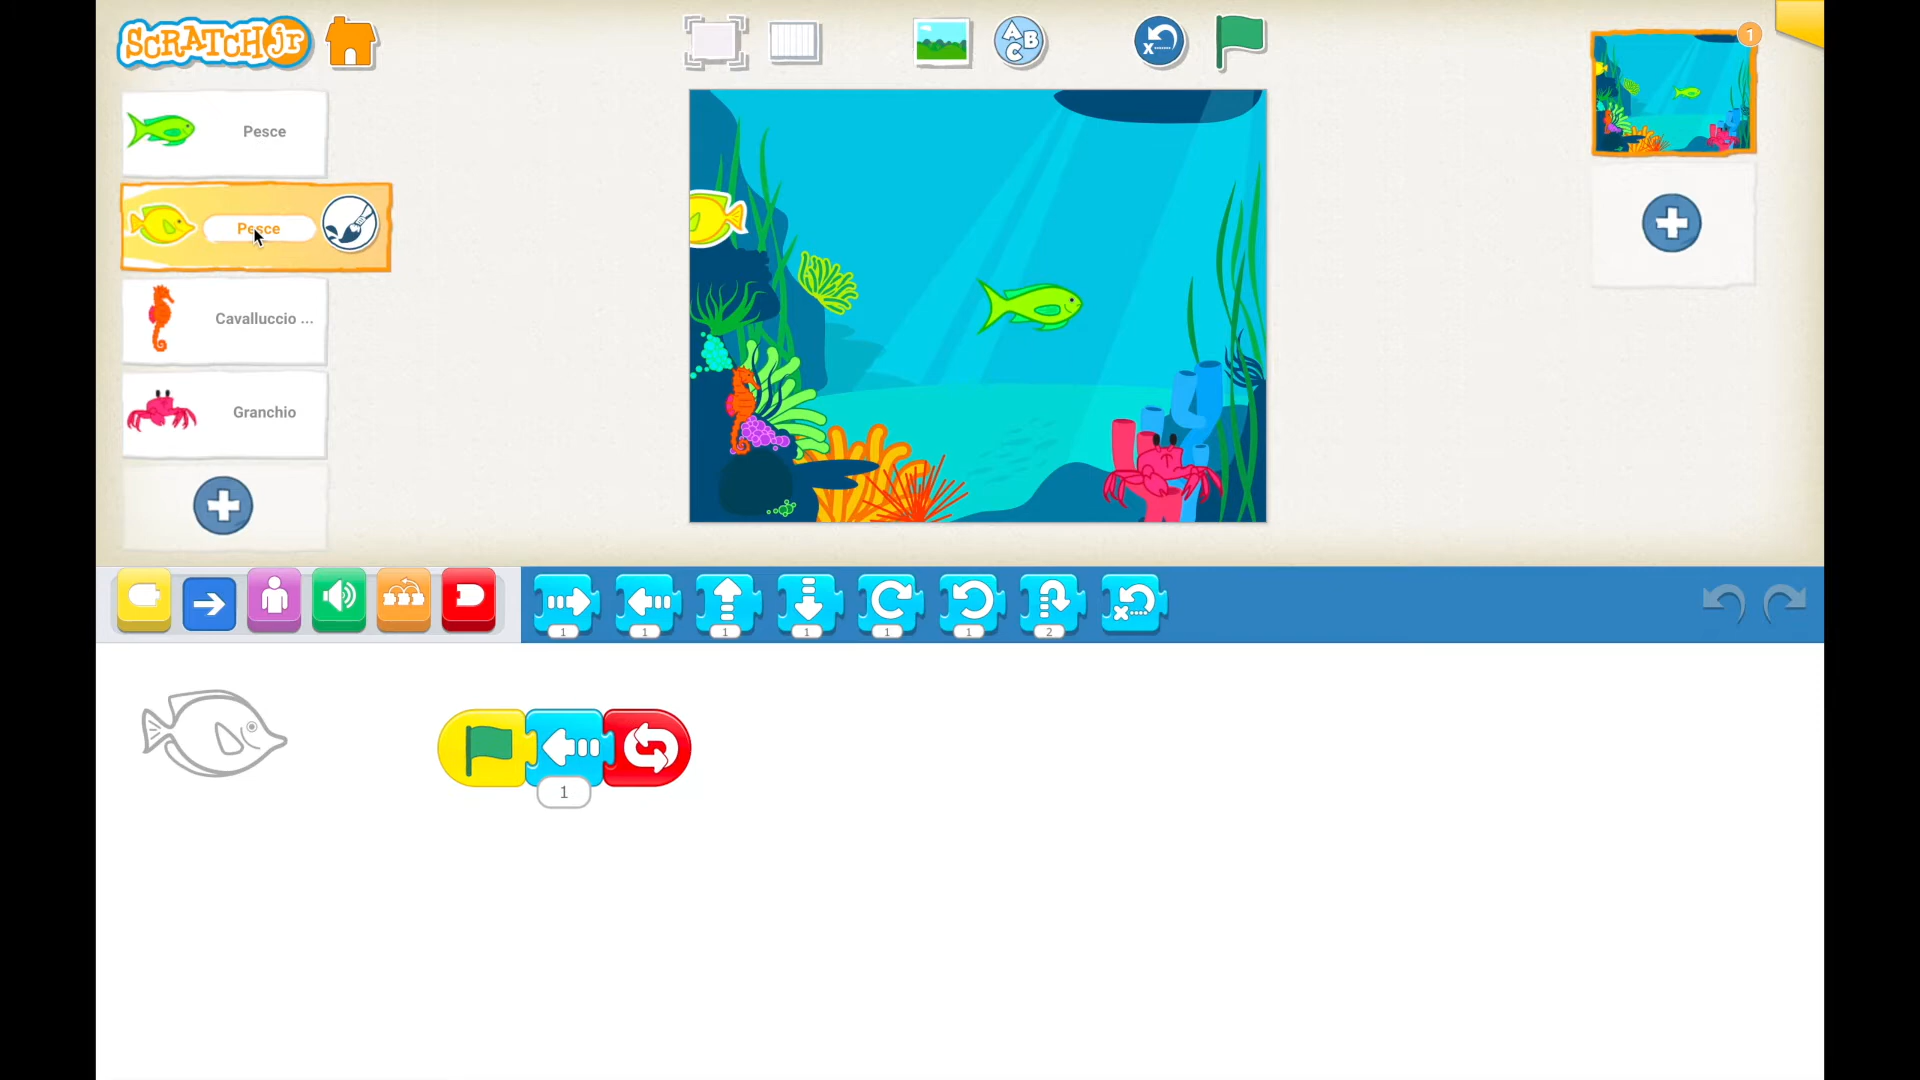 SCRATCHjr
A B C
1
Pesce
Pesce
Cavalluccio ...
Granchio
1 1 1 1 1 1 2
1